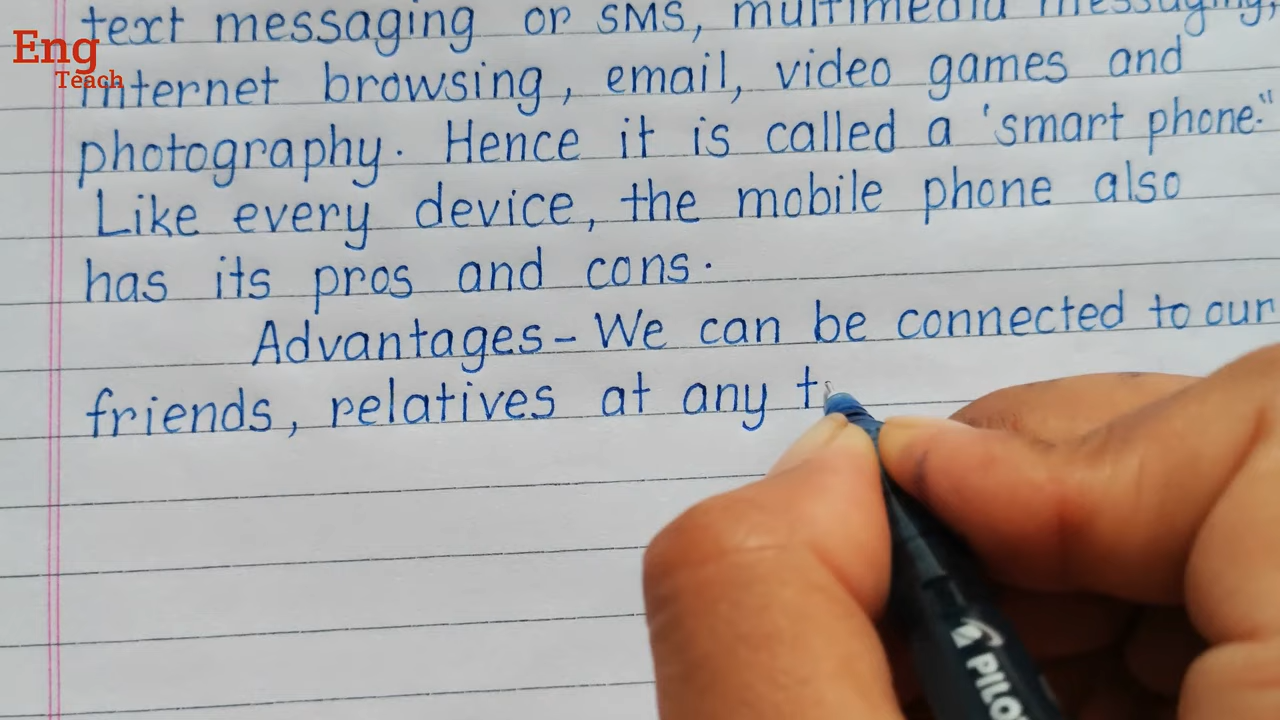 text messaging or SMS, multimedia messaging,
Eng
Teach
internet browsing, email, video games and
photography. Hence it is called a 'smart phone."
Like every device, the mobile phone also
has its pros and cons.
Advantages - We can be connected to our
friends, relatives at any t
PILOT